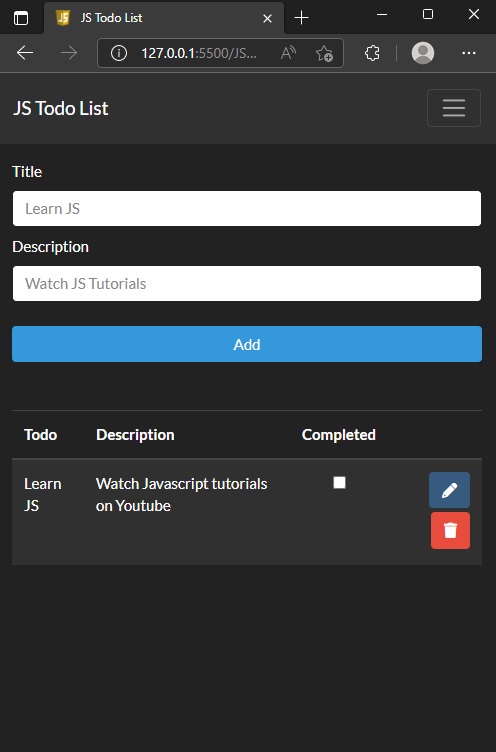 JS Todo List
127.0.0.1:5500/JS...
JS Todo List
Title
Learn JS
Description
Watch JS Tutorials
Add
Todo Description Completed
Learn Watch Javascript tutorials
JS on Youtube